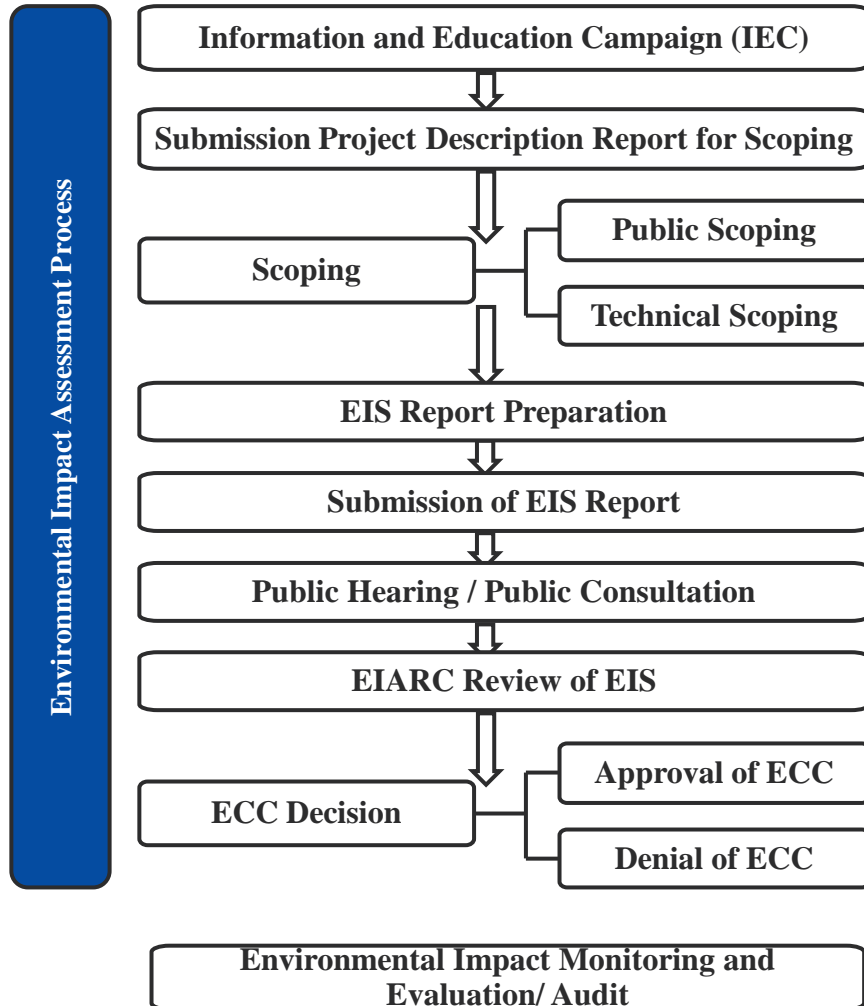 Environmental Impact Assessment Process
Information and Education Campaign (IEC)
Submission Project Description Report for Scoping
Scoping
Public Scoping
Technical Scoping
EIS Report Preparation
Submission of EIS Report
Public Hearing / Public Consultation
EIARC Review of EIS
ECC Decision
Approval of ECC
Denial of ECC
Environmental Impact Monitoring and
Evaluation/ Audit